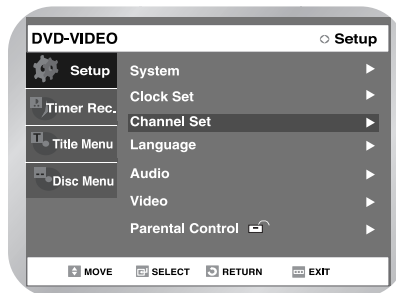 DVD-VIDEO Setup
Setup
Timer Rec.
Title Menu
Disc Menu
System
Clock Set
Channel Set
Language
Audio
Video
Parental Control
MOVE SELECT RETURN EXIT